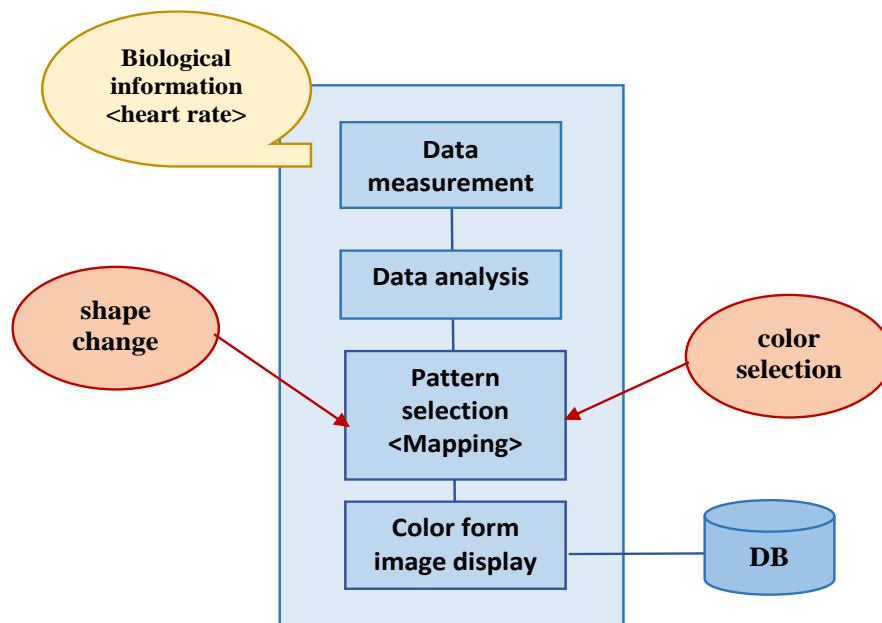 Biological
information
<heart rate>
Data
measurement
Data analysis
shape
change
color
selection
Pattern
selection
<Mapping>
Color form
image display
DB